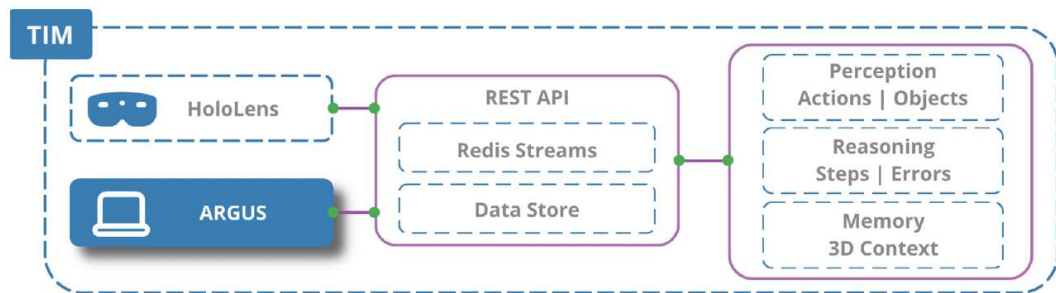 TIM
HoloLens
ARGUS
REST API
Redis Streams
Data Store
Perception
Actions | Objects
Reasoning
Steps | Errors
Memory
3D Context